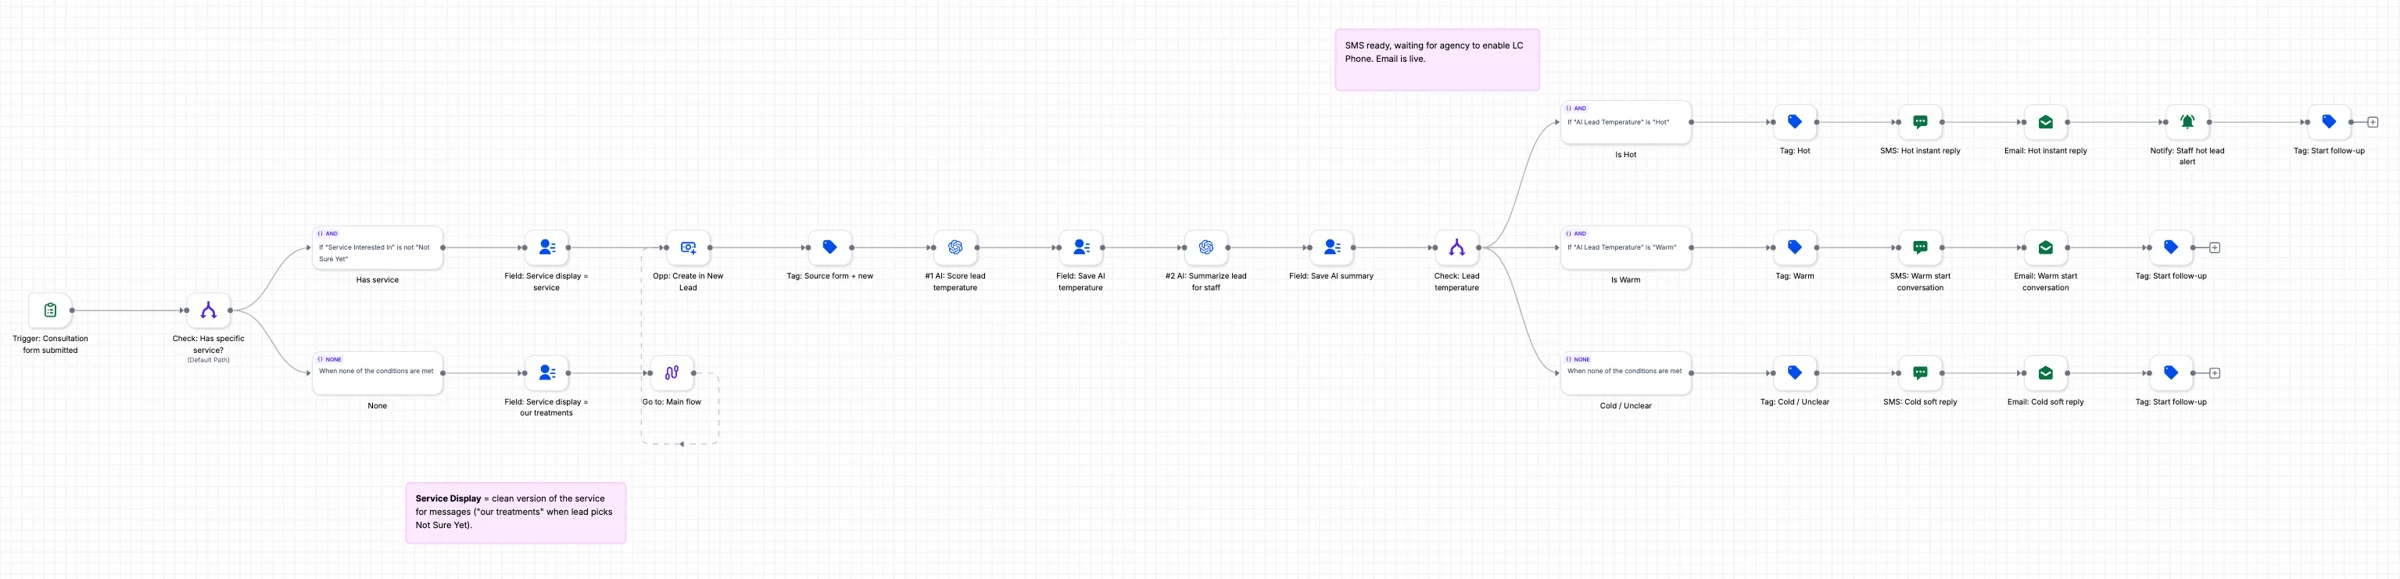 SMS ready, waiting for agency to enable LC
Phone. Email is live.
AND
If "AI Lead Temperature" is "Hot"
Is Hot
Tag: Hot
SMS: Hot instant reply
Email: Hot instant reply
Notify: Staff hot lead
alert
Tag: Start follow-up
Trigger: Consultation
form submitted
Check: Has specific
service?
(Default Path)
AND
If "Service Interested In" is not "Not
Sure Yet"
Has service
Field: Service display =
service
Opp: Create in New
Lead
Tag: Source form + new
#1 AI: Score lead
temperature
Field: Save AI
temperature
#2 AI: Summarize lead
for staff
Field: Save AI summary
Check: Lead
temperature
AND
If "AI Lead Temperature" is "Warm"
Is Warm
Tag: Warm
SMS: Warm start
conversation
Email: Warm start
conversation
Tag: Start follow-up
NONE
When none of the conditions are met
None
Field: Service display =
our treatments
Go to: Main flow
NONE
When none of the conditions are met
Cold / Unclear
Tag: Cold / Unclear
SMS: Cold soft reply
Email: Cold soft reply
Tag: Start follow-up
Service Display = clean version of the service
for messages ("our treatments" when lead picks
Not Sure Yet).